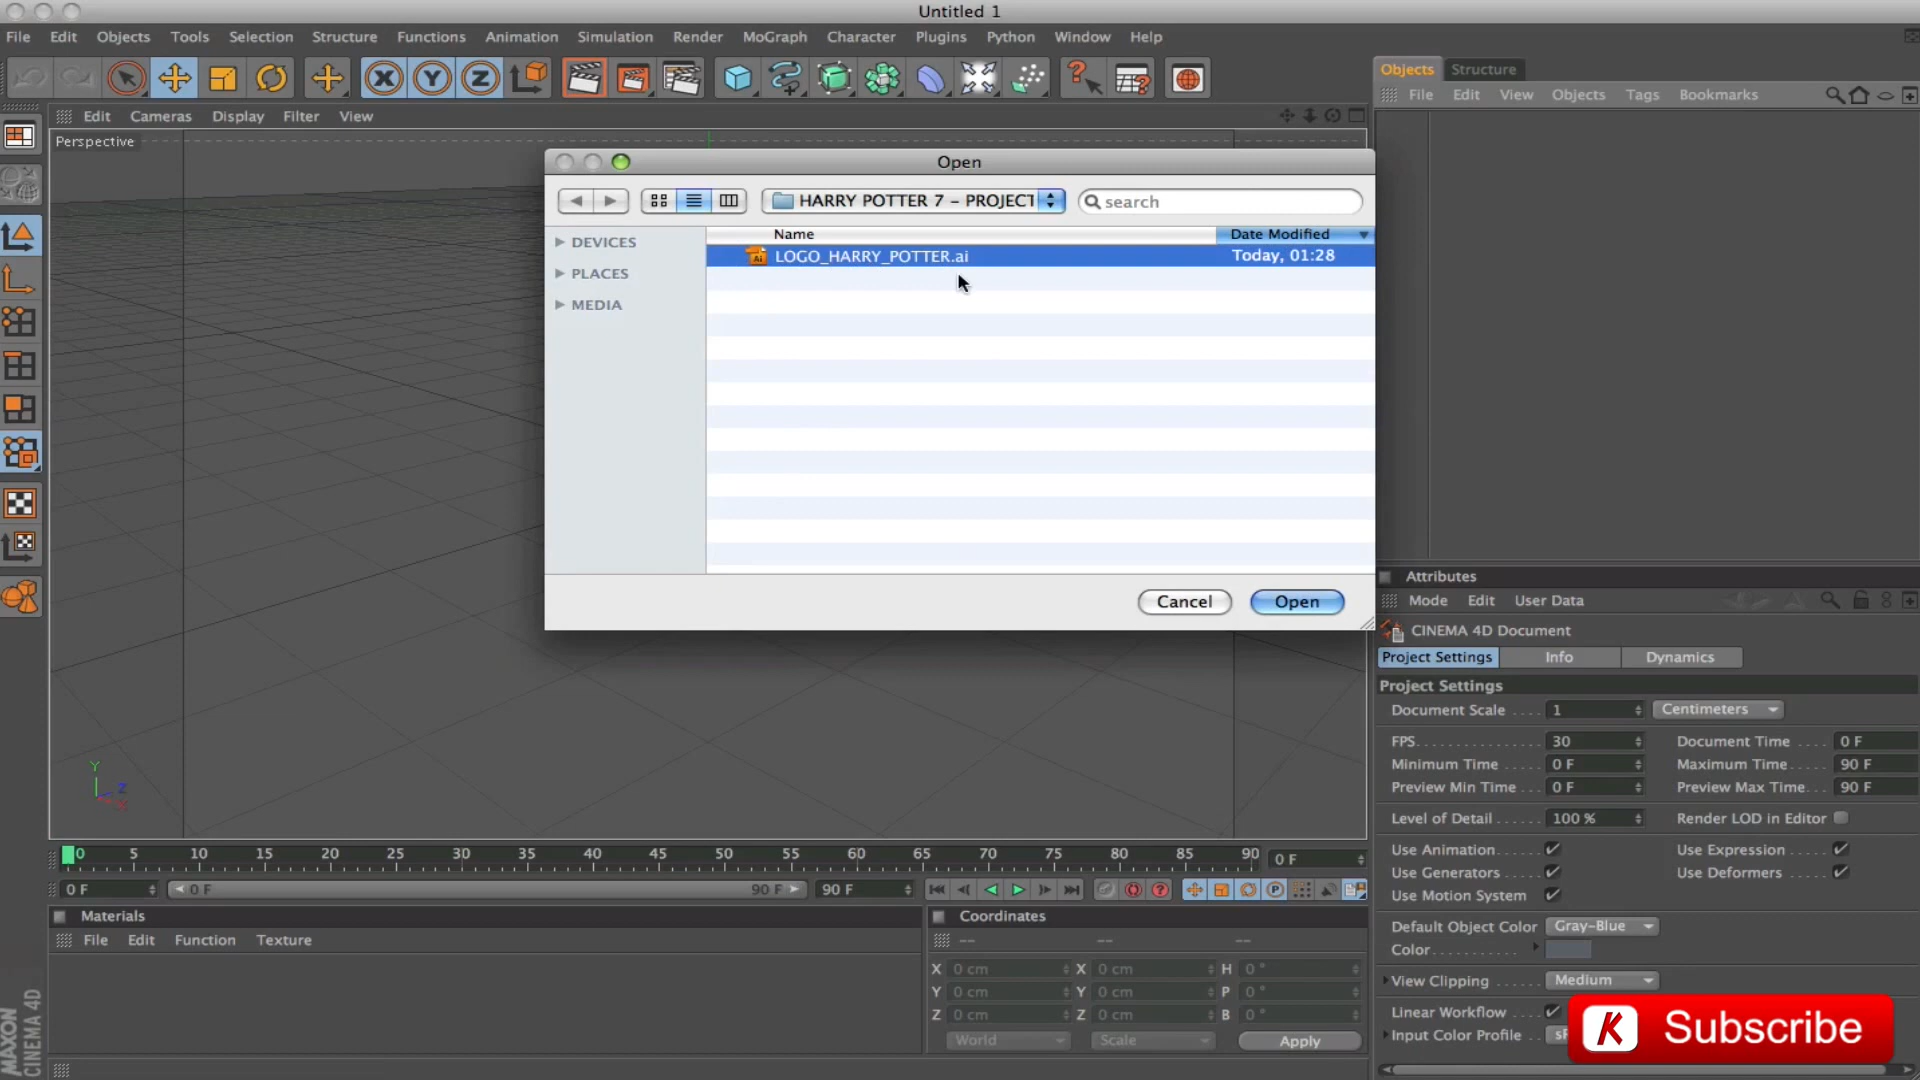 Untitled 1
File Edit Objects Tools Selection Structure Functions Animation Simulation Render MoGraph Character Plugins Python Window Help
Objects Structure
File Edit View Objects Tags Bookmarks
Edit Cameras Display Filter View
Perspective
Open
HARRY POTTER 7 - PROJECT
search
DEVICES
PLACES
MEDIA
Name Date Modified
LOGO_HARRY_POTTER.ai Today, 01:28
Cancel Open
Y
Z
X
0 5 10 15 20 25 30 35 40 45 50 55 60 65 70 75 80 85 90 0 F
0 F 0 F 90 F 90 F
Materials
File Edit Function Texture
Coordinates
-- -- --
X 0 cm X 0 cm H 0 °
Y 0 cm Y 0 cm P 0 °
Z 0 cm Z 0 cm B 0 °
World Scale Apply
Attributes
Mode Edit User Data
CINEMA 4D Document
Project Settings Info Dynamics
Project Settings
Document Scale 1 Centimeters
FPS 30 Document Time 0 F
Minimum Time 0 F Maximum Time 90 F
Preview Min Time 0 F Preview Max Time 90 F
Level of Detail 100 % Render LOD in Editor
Use Animation Use Expression
Use Generators Use Deformers
Use Motion System
Default Object Color Gray-Blue
Color
View Clipping Medium
Linear Workflow
Input Color Profile
K Subscribe
MAXON
CINEMA 4D